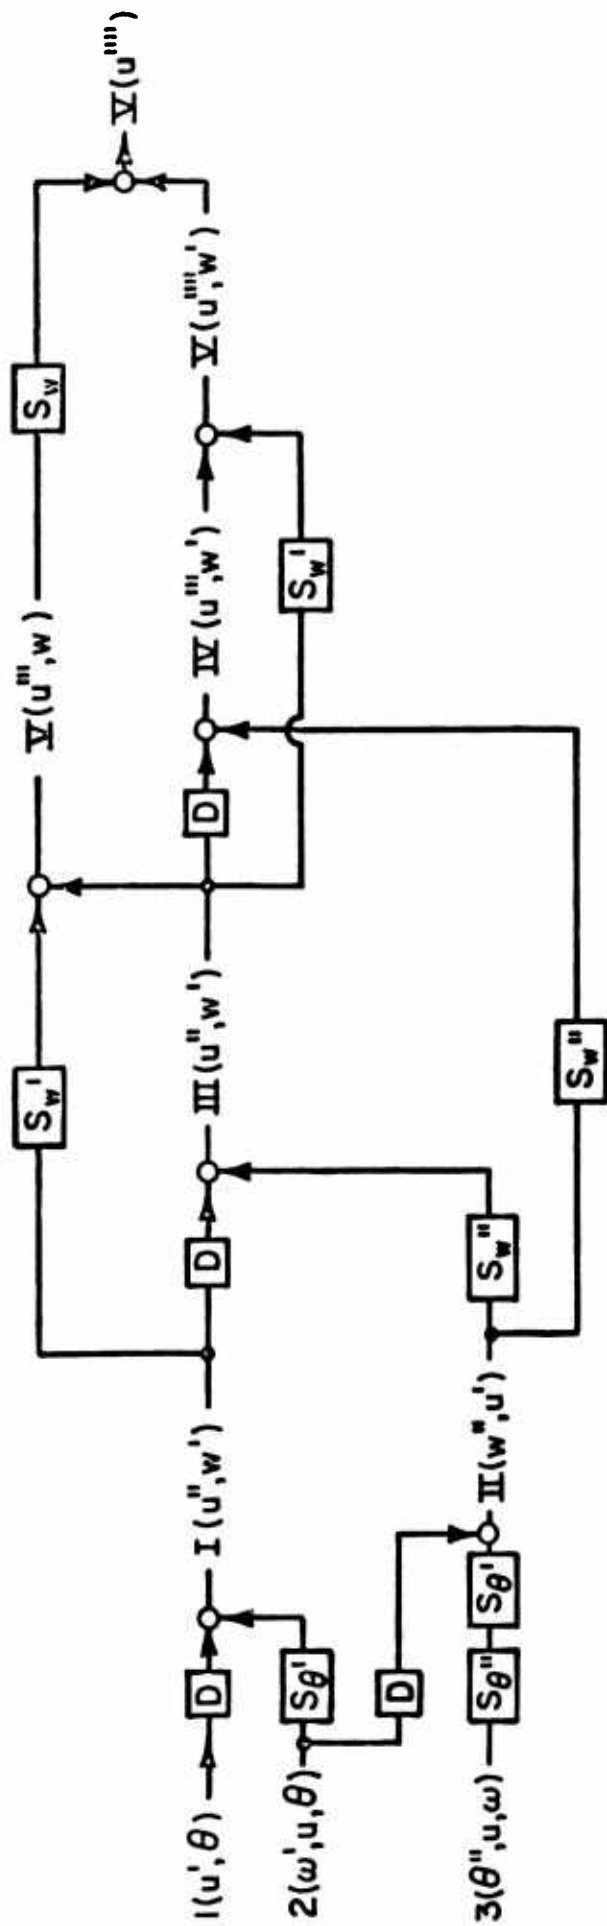 1(u',θ)
D
I(u",w')
2(ω',u,θ)
Sθ'
D
3(θ",u,ω)
Sθ"
Sθ'
II(w",u')
Sw'
D
Sw"
Sw"
III(u",w')
D
V(u''',w)
IV(u''',w')
Sw'
Sw
V(u'''',w')
V(u'''')